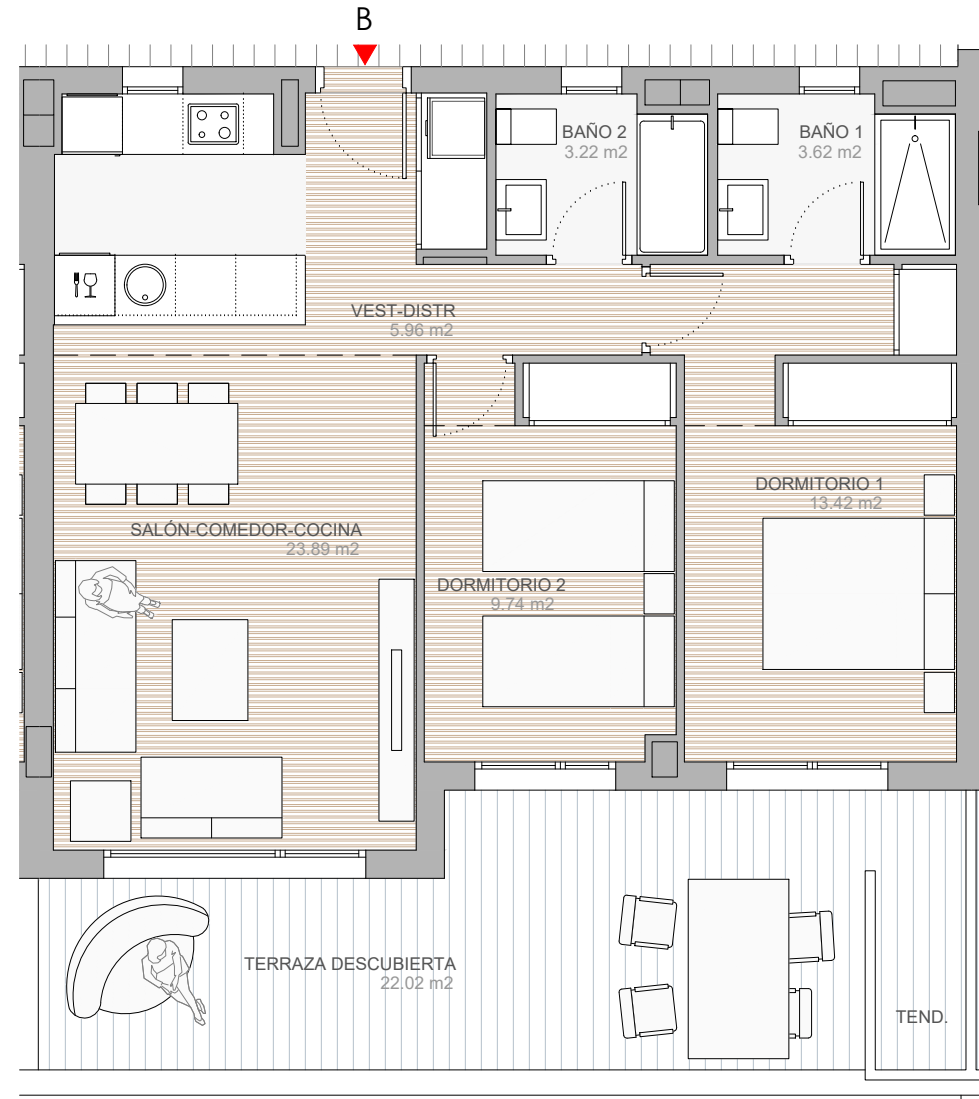 B
BAÑO 2
3.22 m2
BAÑO 1
3.62 m2
VEST-DISTR
5.96 m2
DORMITORIO 1
13.42 m2
SALÓN-COMEDOR-COCINA
23.89 m2
DORMITORIO 2
9.74 m2
TERRAZA DESCUBIERTA
22.02 m2
TEND.